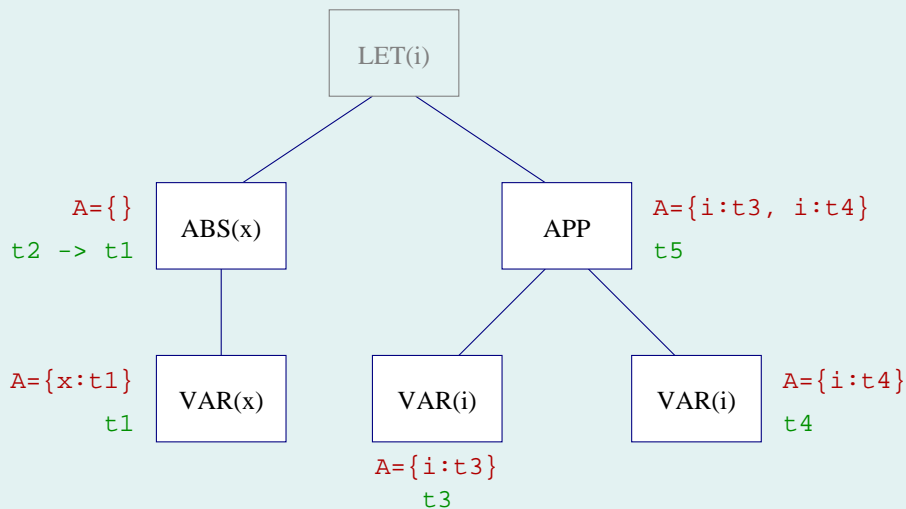 LET(i)
A={}
t2 -> t1
ABS(x)
APP
A={i:t3, i:t4}
t5
A={x:t1}
t1
VAR(x)
VAR(i)
A={i:t3}
t3
VAR(i)
A={i:t4}
t4